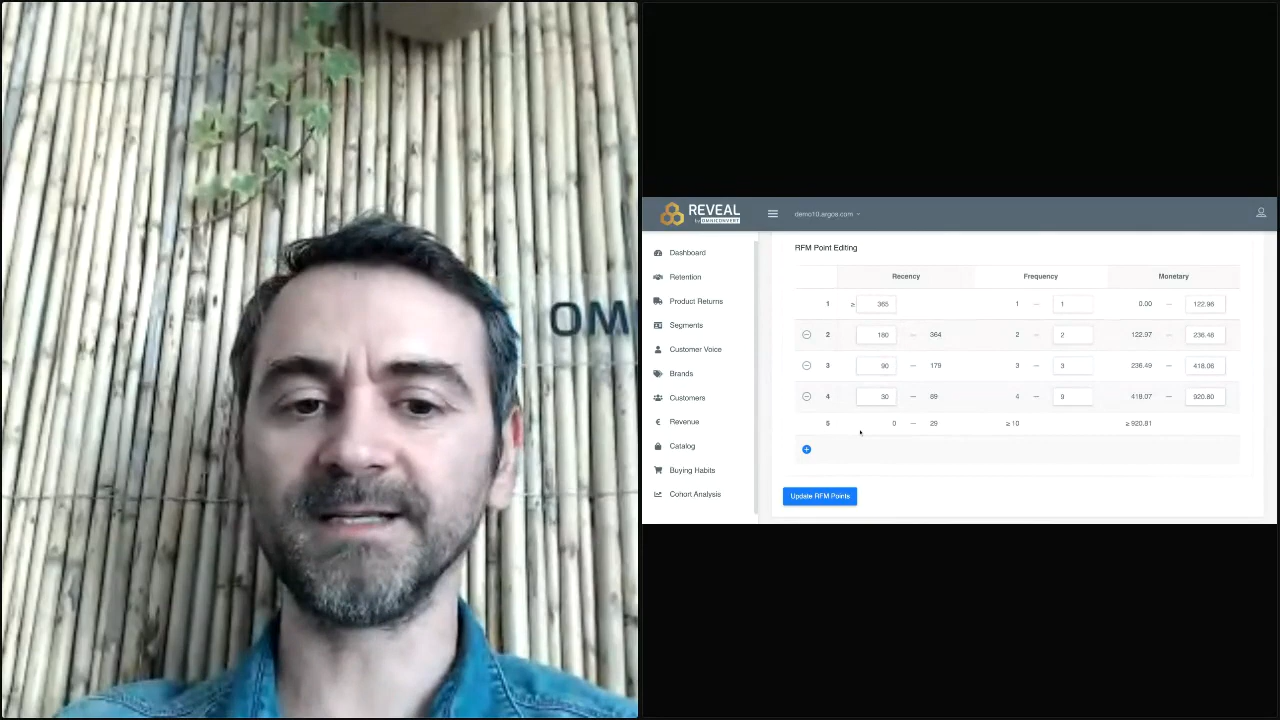 OM
REVEAL
by OMNICONVERT
demo10.argos.com
Dashboard
Retention
Product Returns
Segments
Customer Voice
Brands
Customers
Revenue
Catalog
Buying Habits
Cohort Analysis
RFM Point Editing
Recency Frequency Monetary
1 ≥ 365 1 — 1 0.00 — 122.96
2 180 — 364 2 — 2 122.97 — 236.48
3 90 — 179 3 — 3 236.49 — 418.06
4 30 — 89 4 — 9 418.07 — 920.80
5 0 — 29 ≥ 10 ≥ 920.81
Update RFM Points